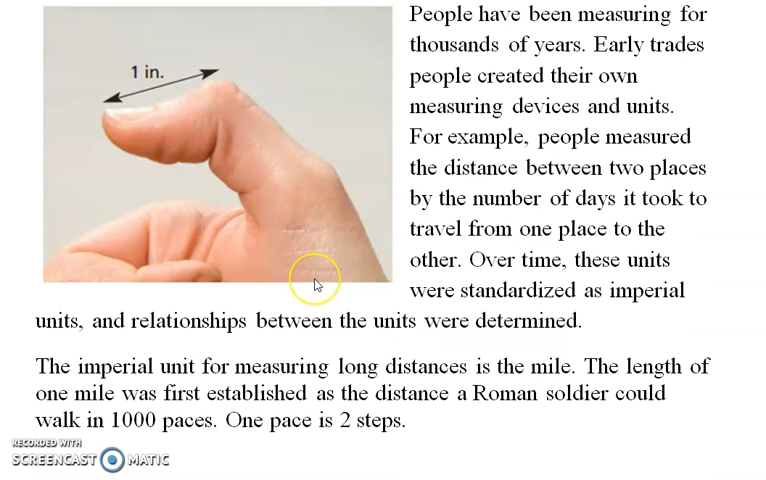 1 in.
People have been measuring for
thousands of years. Early trades
people created their own
measuring devices and units.
For example, people measured
the distance between two places
by the number of days it took to
travel from one place to the
other. Over time, these units
were standardized as imperial
units, and relationships between the units were determined.
The imperial unit for measuring long distances is the mile. The length of
one mile was first established as the distance a Roman soldier could
walk in 1000 paces. One pace is 2 steps.
RECORDED WITH
SCREENCAST MATIC